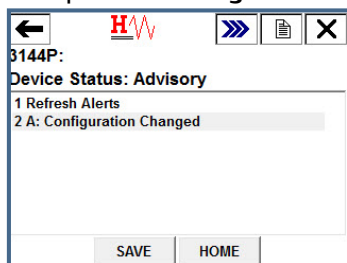 H
3144P:
Device Status: Advisory
1 Refresh Alerts
2 A: Configuration Changed
SAVE HOME